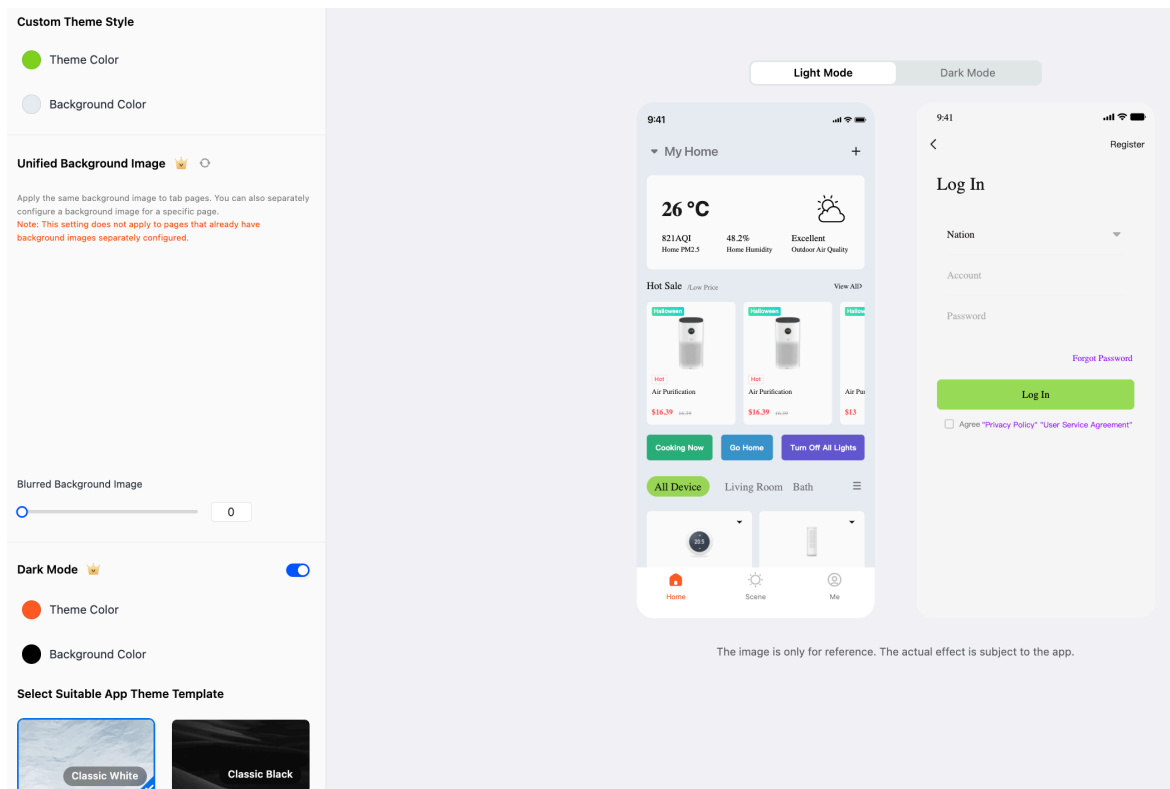 Custom Theme Style
Theme Color
Background Color
Unified Background Image
Apply the same background image to tab pages. You can also separately
configure a background image for a specific page.
Note: This setting does not apply to pages that already have
background images separately configured.
Blurred Background Image
0
Dark Mode
Theme Color
Background Color
Select Suitable App Theme Template
Classic White
Classic Black
Light Mode
Dark Mode
9:41
My Home
+
26 °C
821AQI
48.2%
Excellent
Home PM2.5
Home Humidity
Outdoor Air Quality
Hot Sale /Low Price
View All>
Halloween
Halloween
Hallow
Hot
Hot
Air Purification
Air Purification
Air Pur
$16.39 16.39
$16.39 16.39
$13
Cooking Now
Go Home
Turn Off All Lights
All Device
Living Room
Bath
20.5
Home
Scene
Me
9:41
Register
Log In
Nation
Account
Password
Forgot Password
Log In
Agree "Privacy Policy" "User Service Agreement"
The image is only for reference. The actual effect is subject to the app.